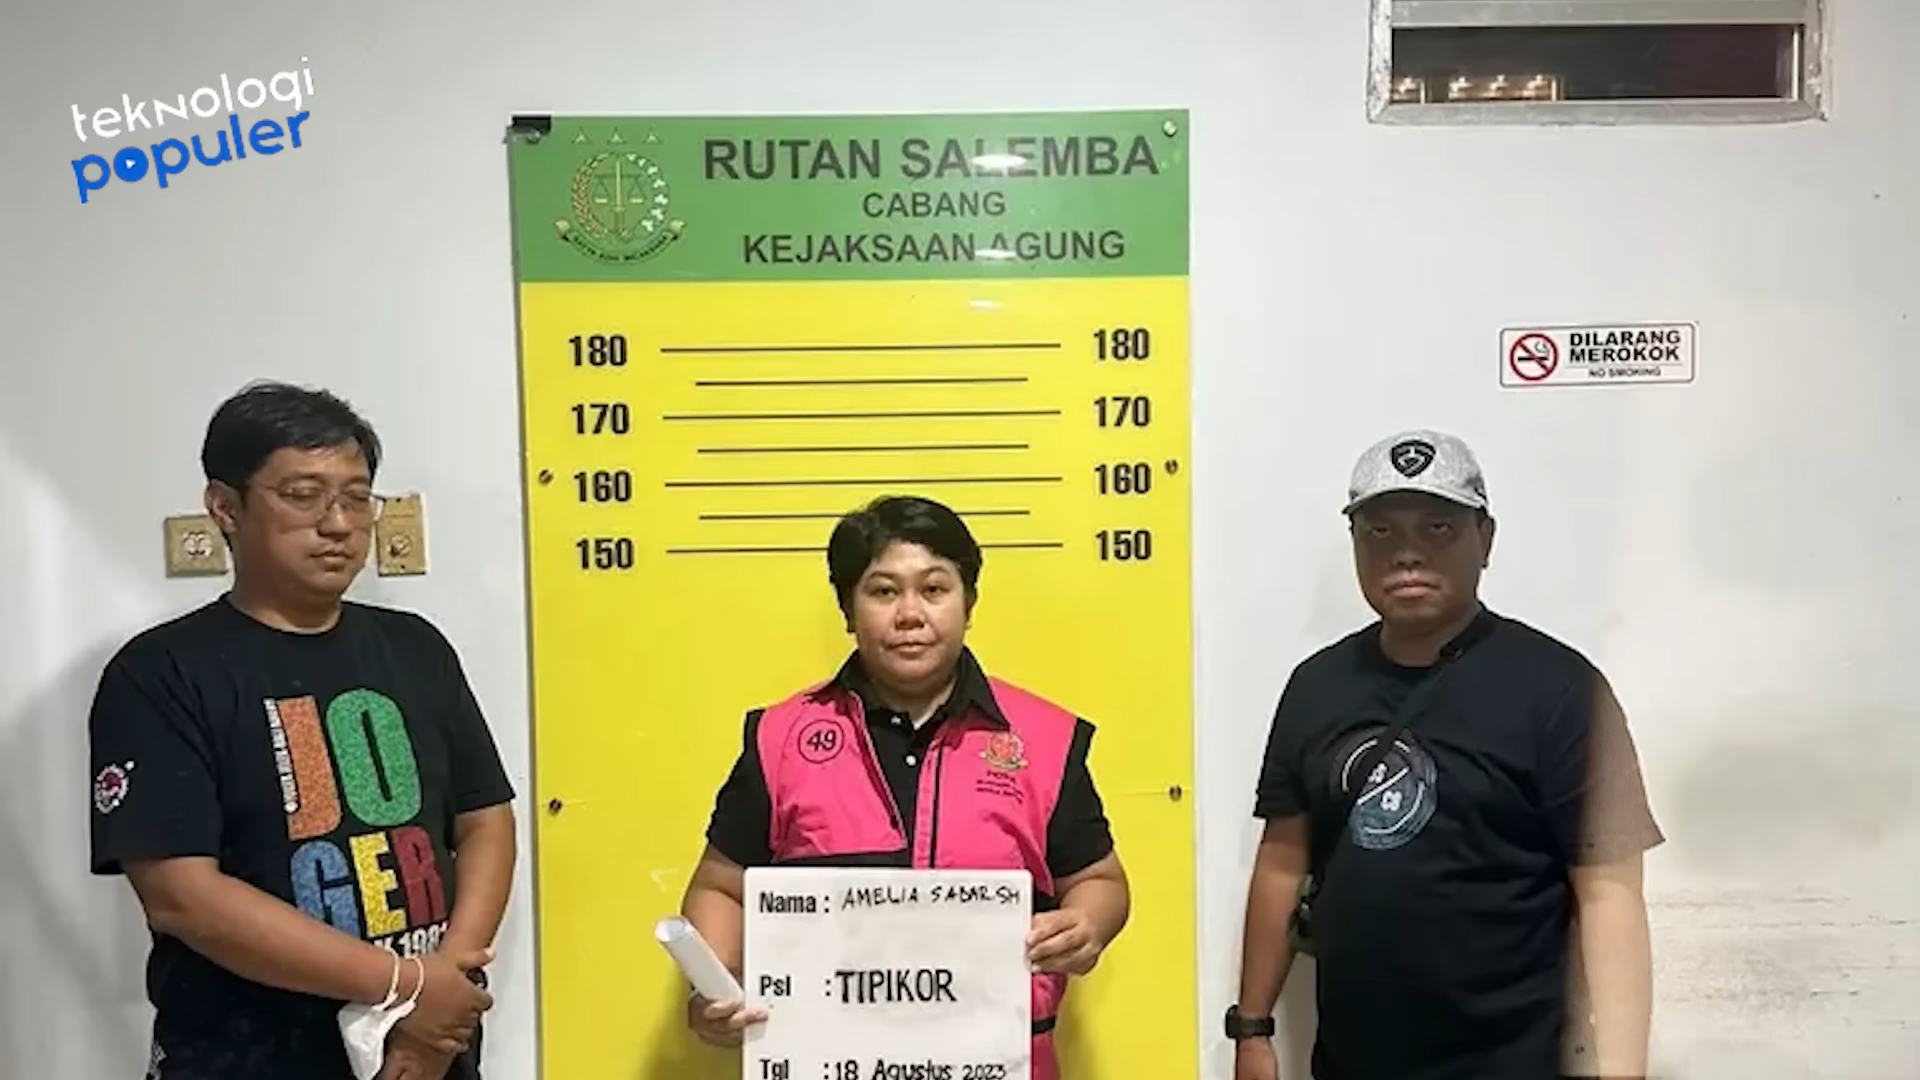 teknologi
populer
RUTAN SALEMBA
CABANG
KEJAKSAAN AGUNG
180 180
170 170
160 160
150 150
DILARANG
MEROKOK
NO SMOKING
49
JO
GER
Nama : AMELIA SABAR.SH
Psl : TIPIKOR
Tgl : 18 Agustus 2023